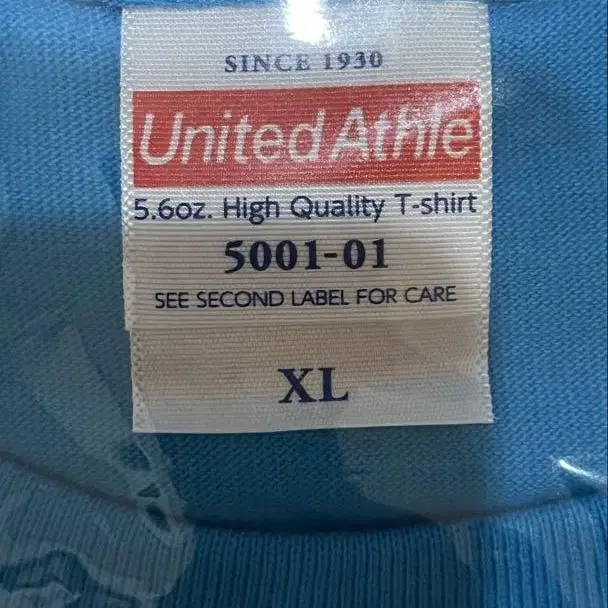 SINCE 1930
United Athle
5.6oz. High Quality T-shirt
5001-01
SEE SECOND LABEL FOR CARE
XL